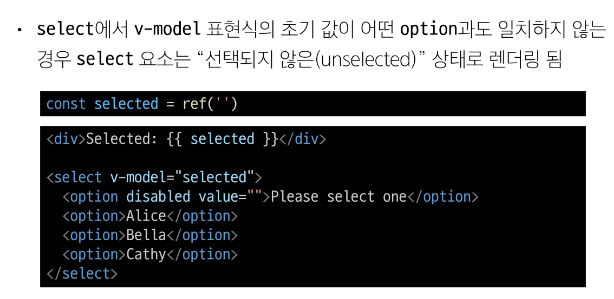 • select에서 v-model 표현식의 초기 값이 어떤 option과도 일치하지 않는
경우 select 요소는 “선택되지 않은(unselected)” 상태로 렌더링 됨
const selected = ref('')
<div>Selected: {{ selected }}</div>
<select v-model="selected">
  <option disabled value="">Please select one</option>
  <option>Alice</option>
  <option>Bella</option>
  <option>Cathy</option>
</select>